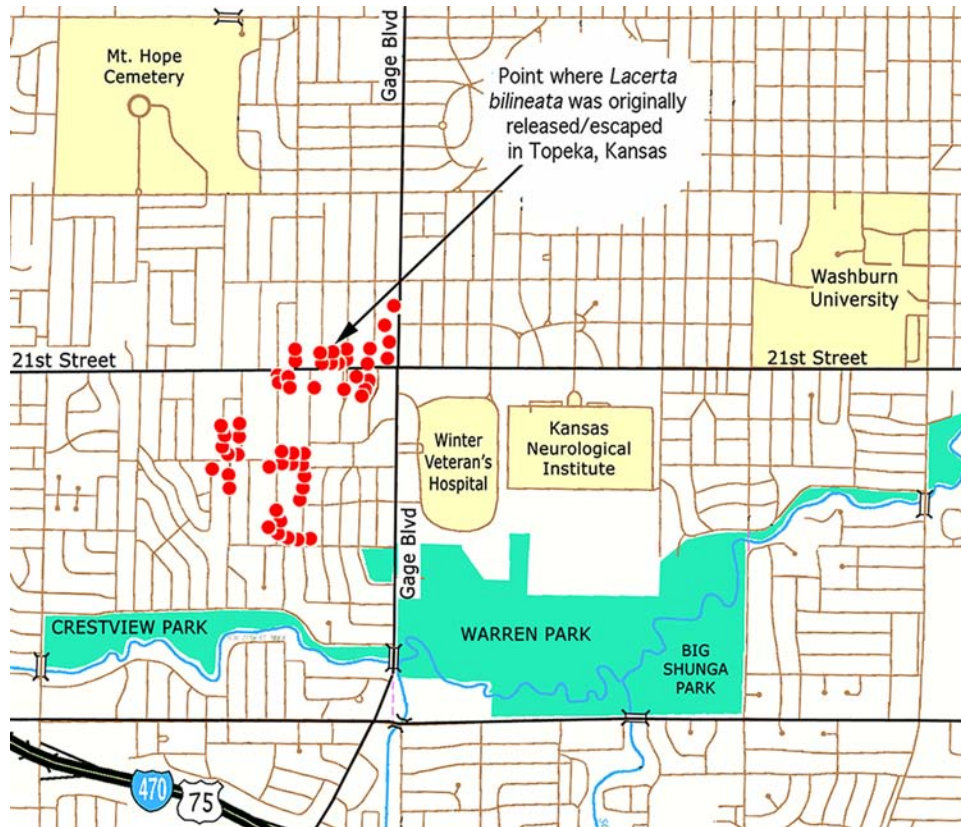 Mt. Hope
Cemetery
Gage Blvd
Point where Lacerta
bilineata was originally
released/escaped
in Topeka, Kansas
Washburn
University
21st Street
21st Street
Winter
Veteran's
Hospital
Kansas
Neurological
Institute
Gage Blvd
CRESTVIEW PARK
WARREN PARK
BIG
SHUNGA
PARK
470
75